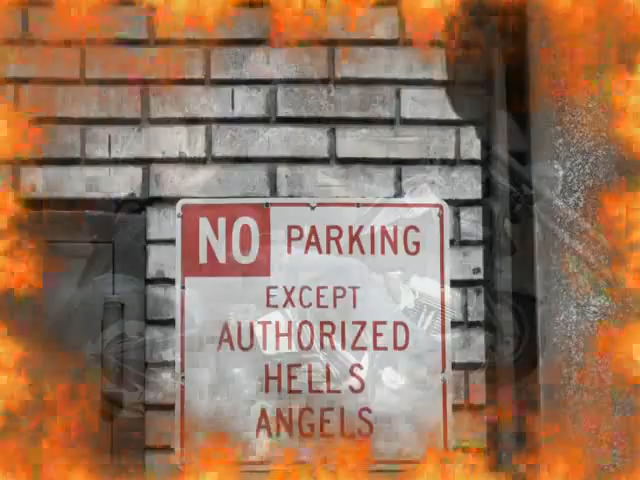 NO PARKING
EXCEPT
AUTHORIZED
HELLS
ANGELS